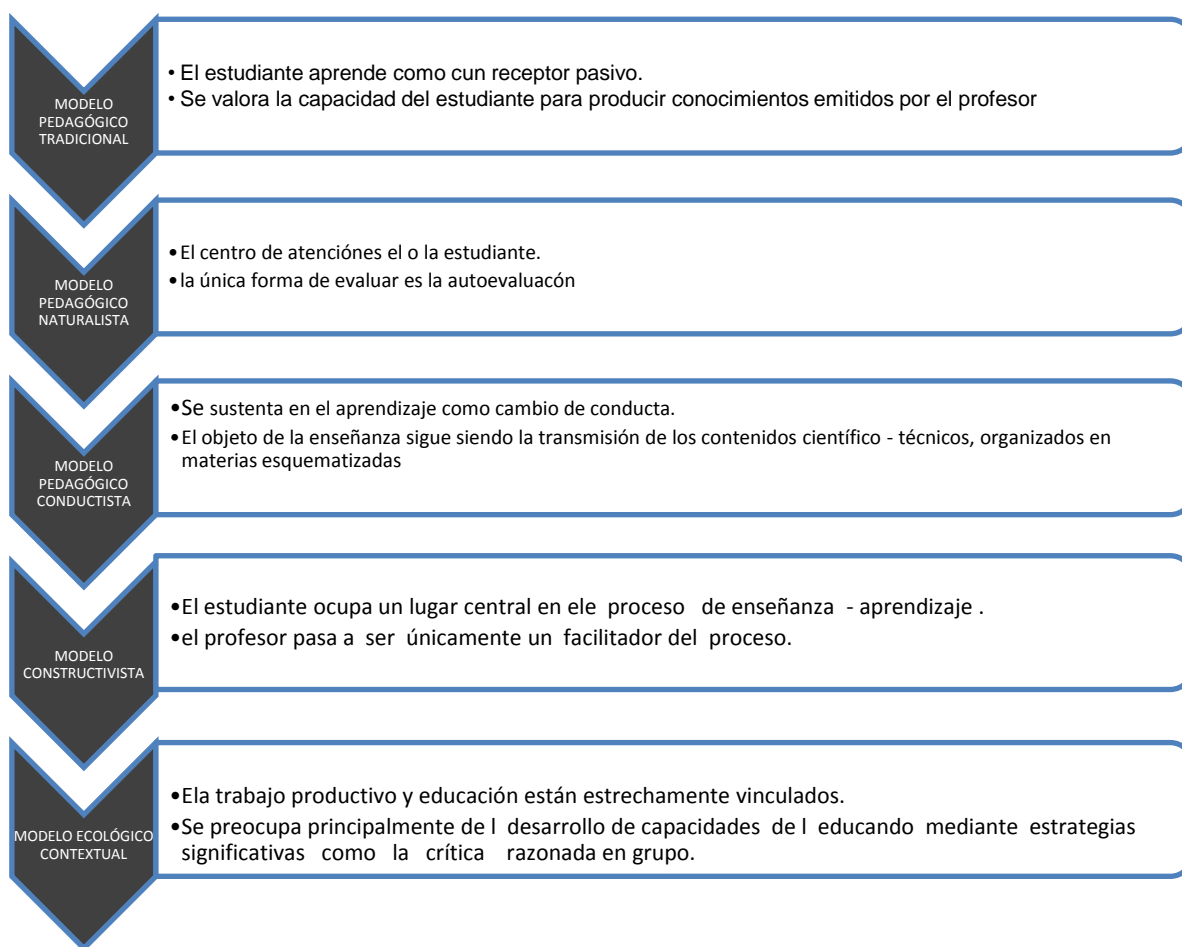 MODELO
PEDAGÓGICO
TRADICIONAL
• El estudiante aprende como cun receptor pasivo.
• Se valora la capacidad del estudiante para producir conocimientos emitidos por el profesor
MODELO
PEDAGÓGICO
NATURALISTA
•El centro de atenciónes el o la estudiante.
•la única forma de evaluar es la autoevaluacón
MODELO
PEDAGÓGICO
CONDUCTISTA
•Se sustenta en el aprendizaje como cambio de conducta.
•El objeto de la enseñanza sigue siendo la transmisión de los contenidos científico - técnicos, organizados en
materias esquematizadas
MODELO
CONSTRUCTIVISTA
•El estudiante ocupa un lugar central en ele proceso de enseñanza - aprendizaje .
•el profesor pasa a ser únicamente un facilitador del proceso.
MODELO ECOLÓGICO
CONTEXTUAL
•Ela trabajo productivo y educación están estrechamente vinculados.
•Se preocupa principalmente de l desarrollo de capacidades de l educando mediante estrategias
significativas como la crítica razonada en grupo.